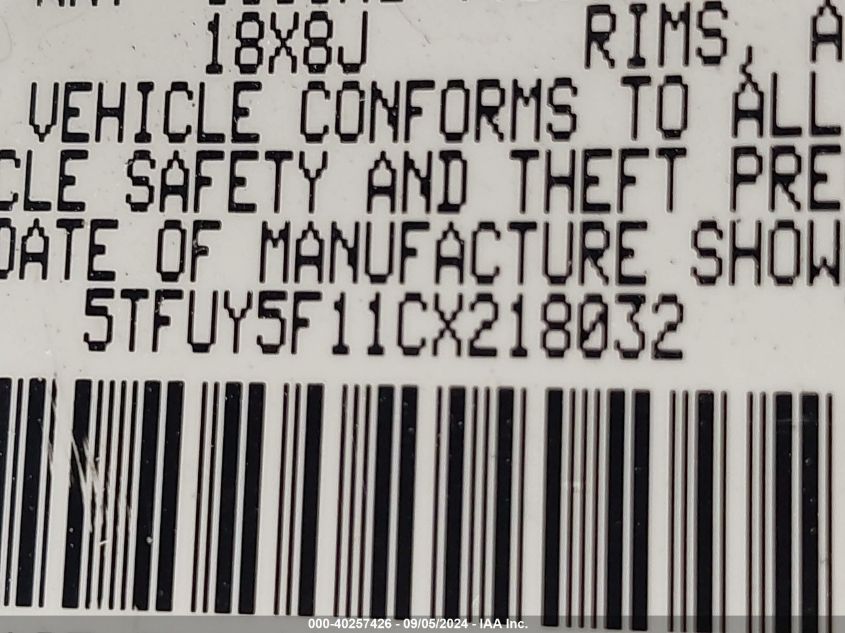 18X8J RIMS, A
VEHICLE CONFORMS TO ALL
CLE SAFETY AND THEFT PRE
DATE OF MANUFACTURE SHOW
5TFUY5F11CX218032
000-40257426 - 09/05/2024 - IAA Inc.